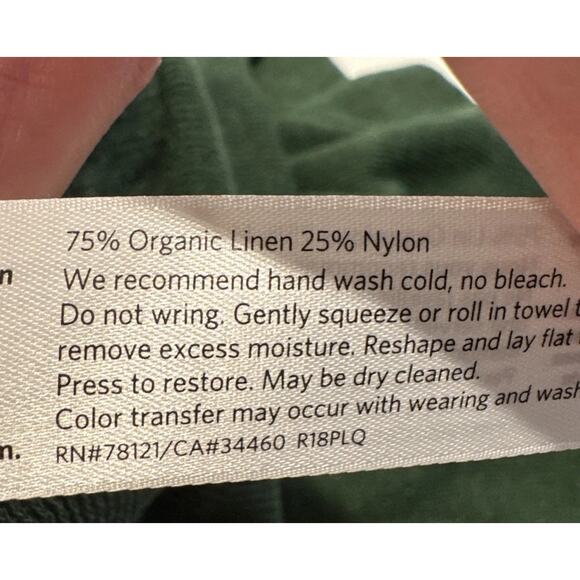 75% Organic Linen 25% Nylon
n We recommend hand wash cold, no bleach.
Do not wring. Gently squeeze or roll in towel t
remove excess moisture. Reshape and lay flat
Press to restore. May be dry cleaned.
Color transfer may occur with wearing and wash
n. RN#78121/CA#34460 R18PLQ